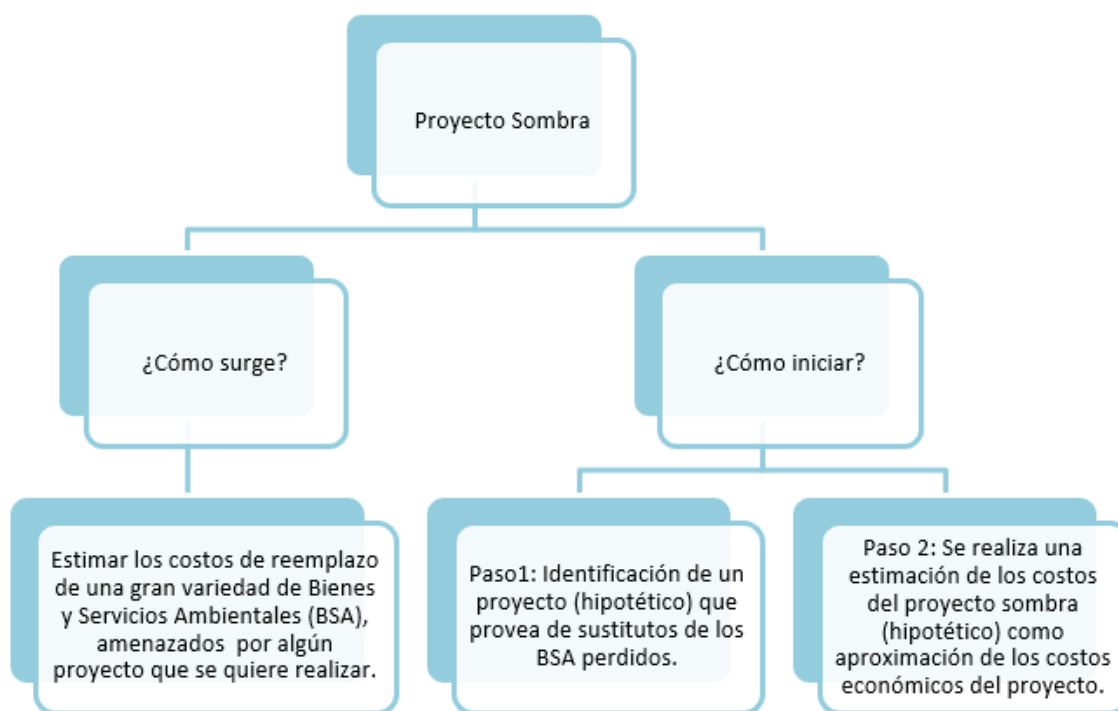 Proyecto Sombra
¿Cómo surge?
¿Cómo iniciar?
Estimar los costos de reemplazo
de una gran variedad de Bienes
y Servicios Ambientales (BSA),
amenazados por algún
proyecto que se quiere realizar.
Paso1: Identificación de un
proyecto (hipotético) que
provea de sustitutos de los
BSA perdidos.
Paso 2: Se realiza una
estimación de los costos
del proyecto sombra
(hipotético) como
aproximación de los costos
económicos del proyecto.